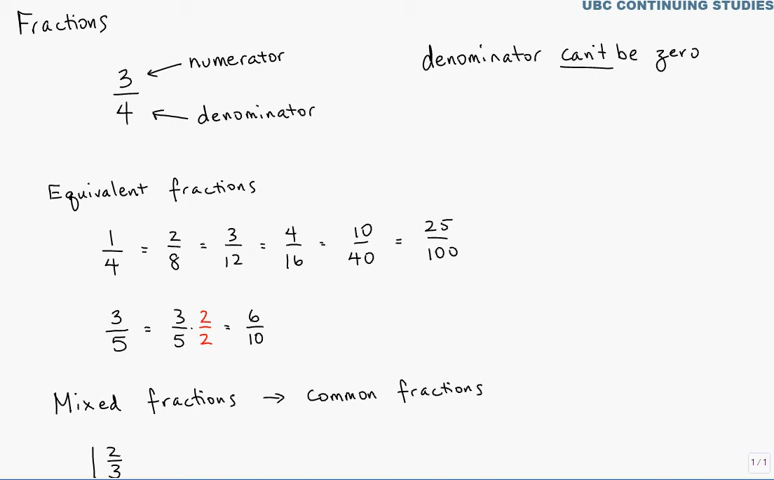 UBC CONTINUING STUDIES
Fractions
3/4
numerator
denominator
denominator can't be zero
Equivalent fractions
1/4 = 2/8 = 3/12 = 4/16 = 10/40 = 25/100
3/5 = 3/5 · 2/2 = 6/10
Mixed fractions → common fractions
1 2/3
1/1